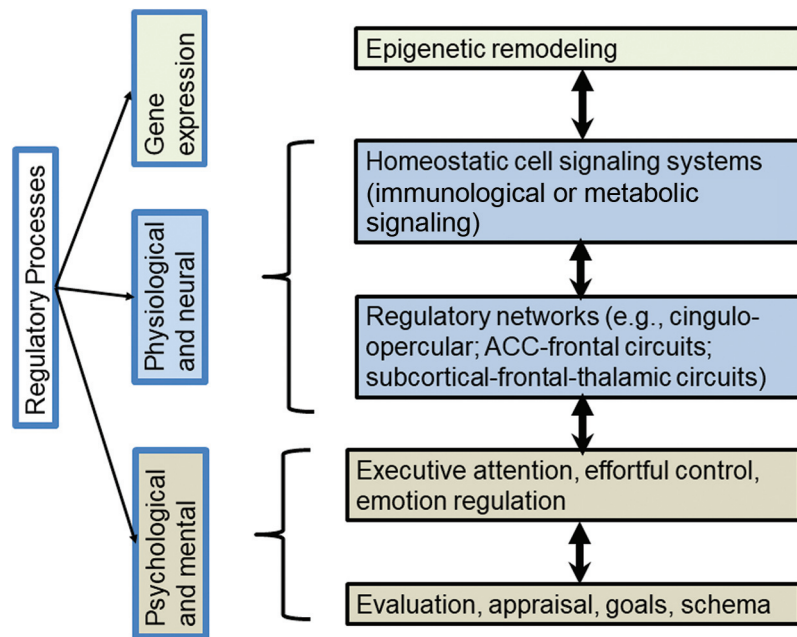 Regulatory Processes
Gene
expression
Physiological
and neural
Psychological
and mental
Epigenetic remodeling
Homeostatic cell signaling systems
(immunological or metabolic
signaling)
Regulatory networks (e.g., cingulo-
opercular; ACC-frontal circuits;
subcortical-frontal-thalamic circuits)
Executive attention, effortful control,
emotion regulation
Evaluation, appraisal, goals, schema